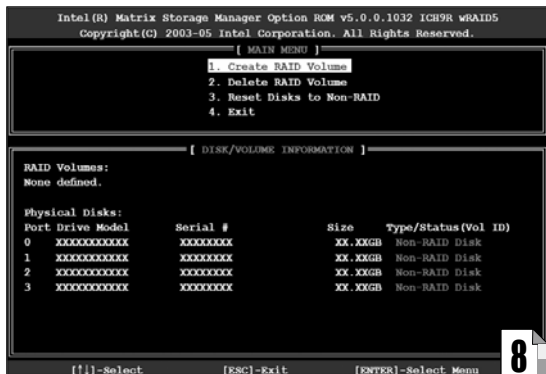 Intel(R) Matrix Storage Manager Option ROM v5.0.0.1032 ICH9R wRAID5
Copyright(C) 2003-05 Intel Corporation. All Rights Reserved.
[ MAIN MENU ]
1. Create RAID Volume
2. Delete RAID Volume
3. Reset Disks to Non-RAID
4. Exit
[ DISK/VOLUME INFORMATION ]
RAID Volumes:
None defined.
Physical Disks:
Port Drive Model Serial # Size Type/Status(Vol ID)
0 XXXXXXXXXXX XXXXXXXX XX.XXGB Non-RAID Disk
1 XXXXXXXXXXX XXXXXXXX XX.XXGB Non-RAID Disk
2 XXXXXXXXXXX XXXXXXXX XX.XXGB Non-RAID Disk
3 XXXXXXXXXXX XXXXXXXX XX.XXGB Non-RAID Disk
[↑↓]-Select [ESC]-Exit [ENTER]-Select Menu
8